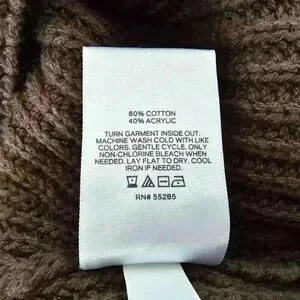 60% COTTON
40% ACRYLIC
TURN GARMENT INSIDE OUT.
MACHINE WASH COLD WITH LIKE
COLORS. GENTLE CYCLE. ONLY
NON-CHLORINE BLEACH WHEN
NEEDED. LAY FLAT TO DRY. COOL
IRON IF NEEDED.
RN# 55285